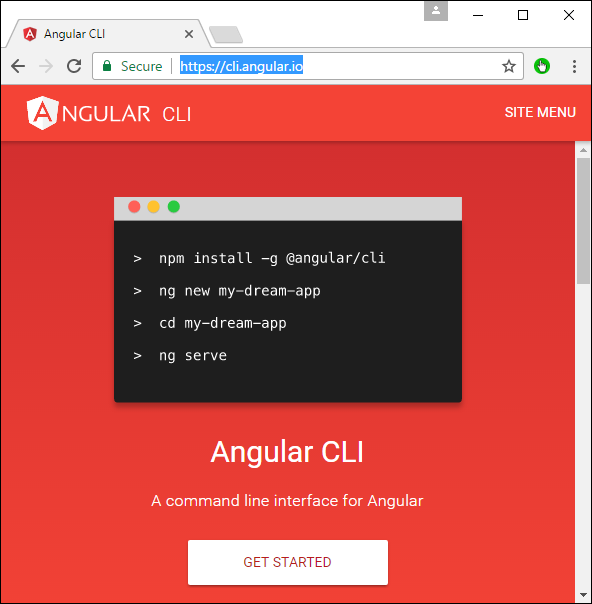 Angular CLI
Secure
https://cli.angular.io
ANGULAR CLI
SITE MENU
> npm install -g @angular/cli
> ng new my-dream-app
> cd my-dream-app
> ng serve
Angular CLI
A command line interface for Angular
GET STARTED